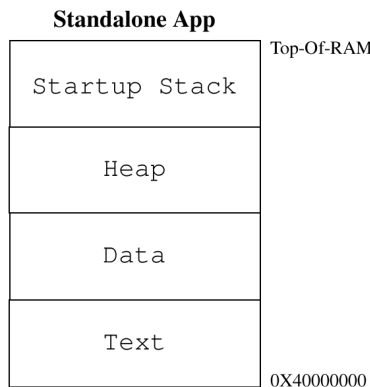 Standalone App
Top-Of-RAM
Startup Stack
Heap
Data
Text
0X40000000